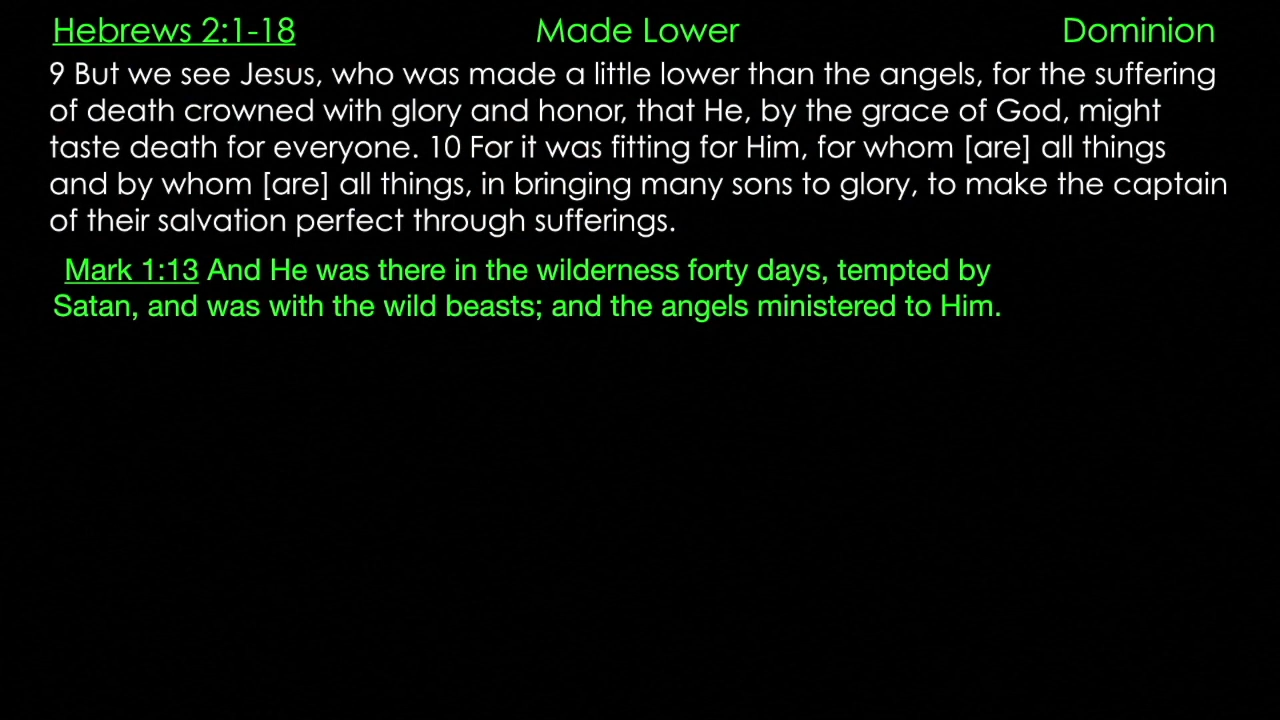 Hebrews 2:1-18 Made Lower Dominion
9 But we see Jesus, who was made a little lower than the angels, for the suffering
of death crowned with glory and honor, that He, by the grace of God, might
taste death for everyone. 10 For it was fitting for Him, for whom [are] all things
and by whom [are] all things, in bringing many sons to glory, to make the captain
of their salvation perfect through sufferings.
Mark 1:13 And He was there in the wilderness forty days, tempted by
Satan, and was with the wild beasts; and the angels ministered to Him.